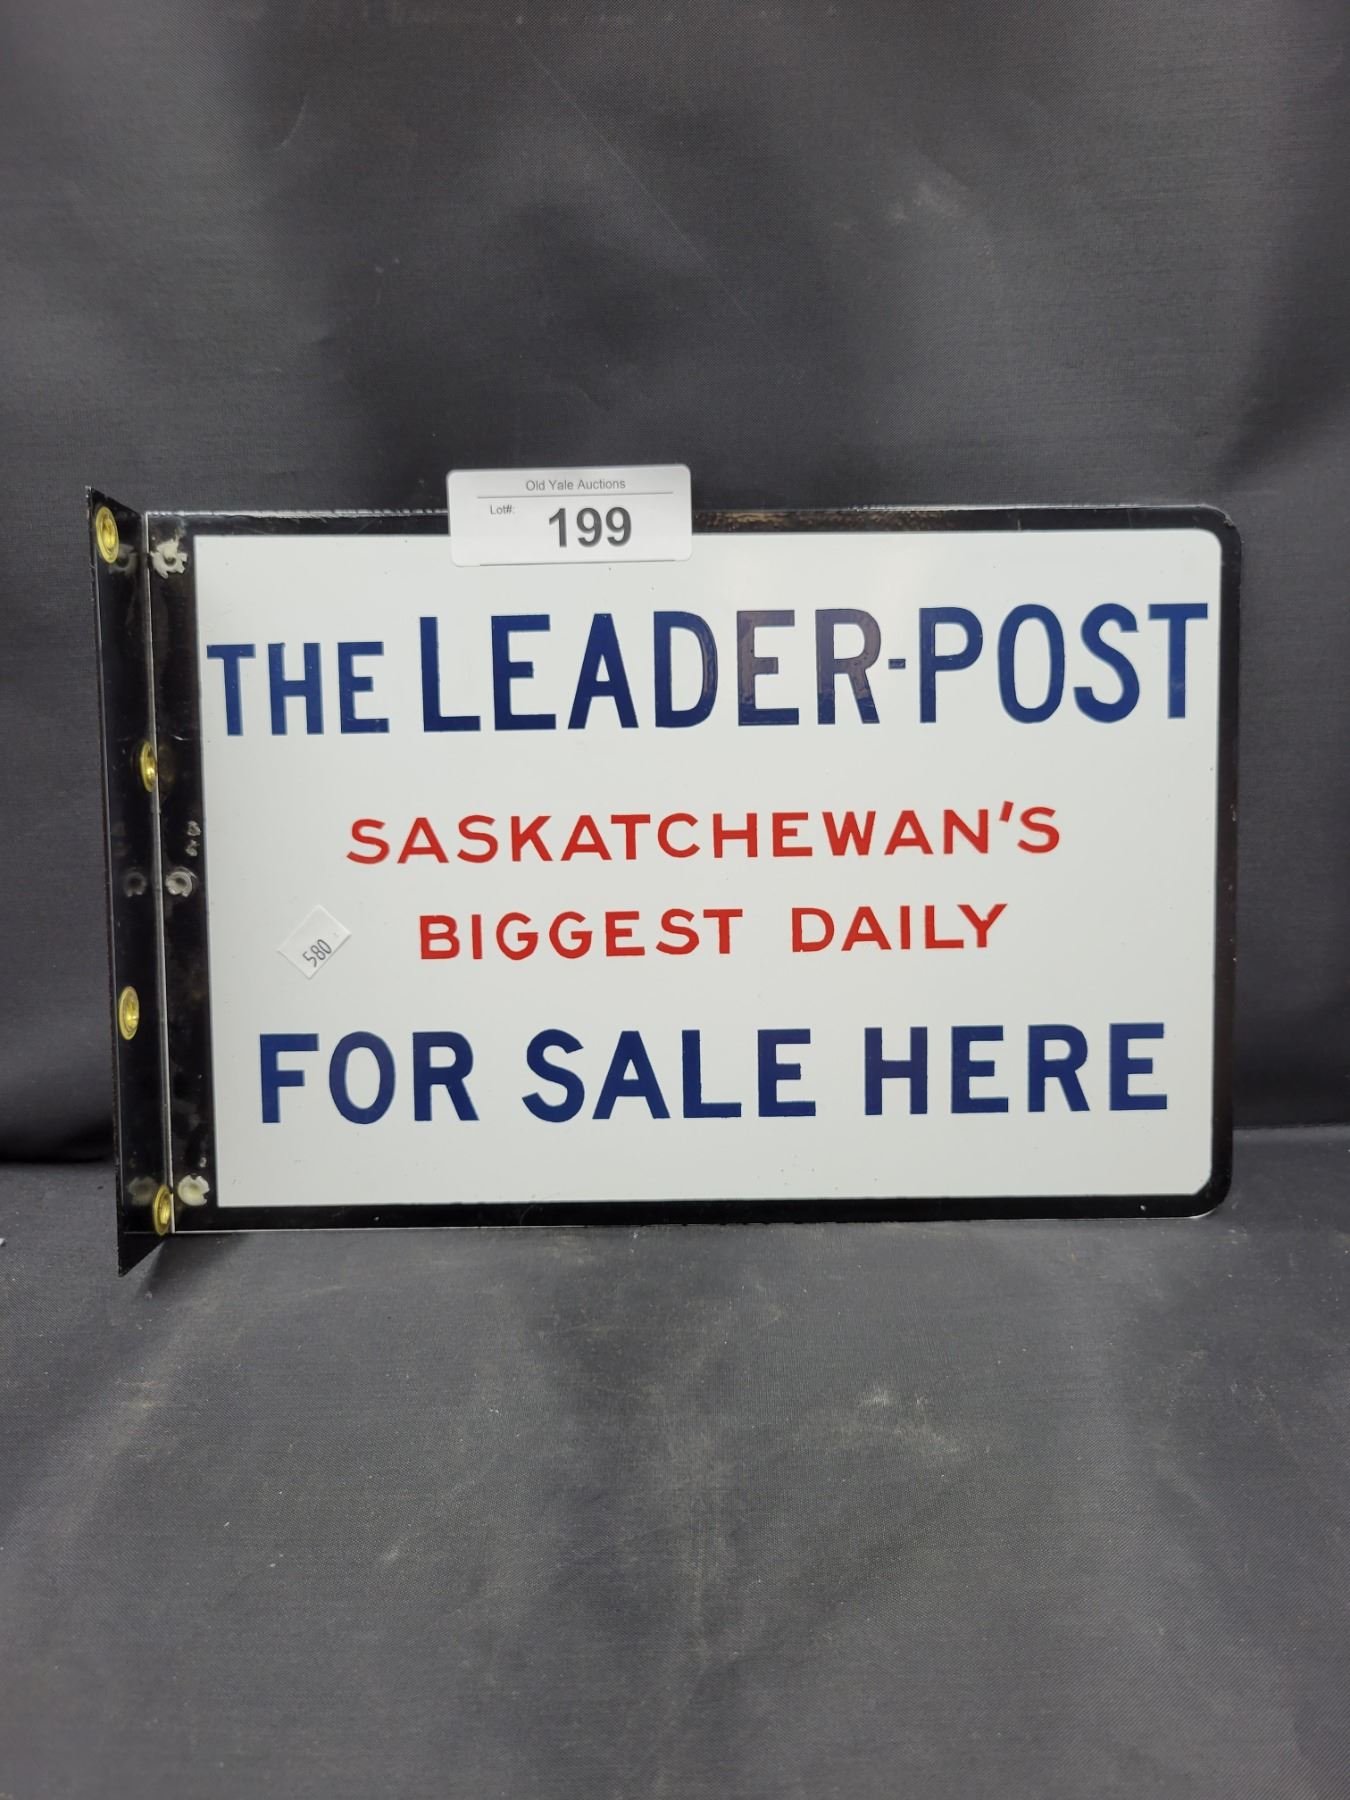 Old Yale Auctions
Lot#: 199
THE LEADER-POST
SASKATCHEWAN'S
BIGGEST DAILY
580
FOR SALE HERE